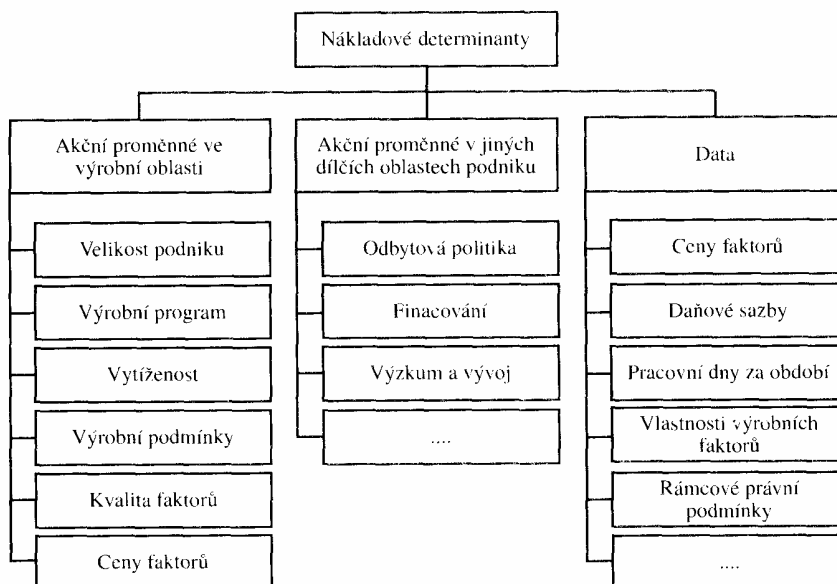 Nákladové determinanty
Akční proměnné ve
výrobní oblasti
Velikost podniku
Výrobní program
Vytíženost
Výrobní podmínky
Kvalita faktorů
Ceny faktorů
Akční proměnné v jiných
dílčích oblastech podniku
Odbytová politika
Finacování
Výzkum a vývoj
....
Data
Ceny faktorů
Daňové sazby
Pracovní dny za období
Vlastnosti výrobních
faktorů
Rámcové právní
podmínky
....